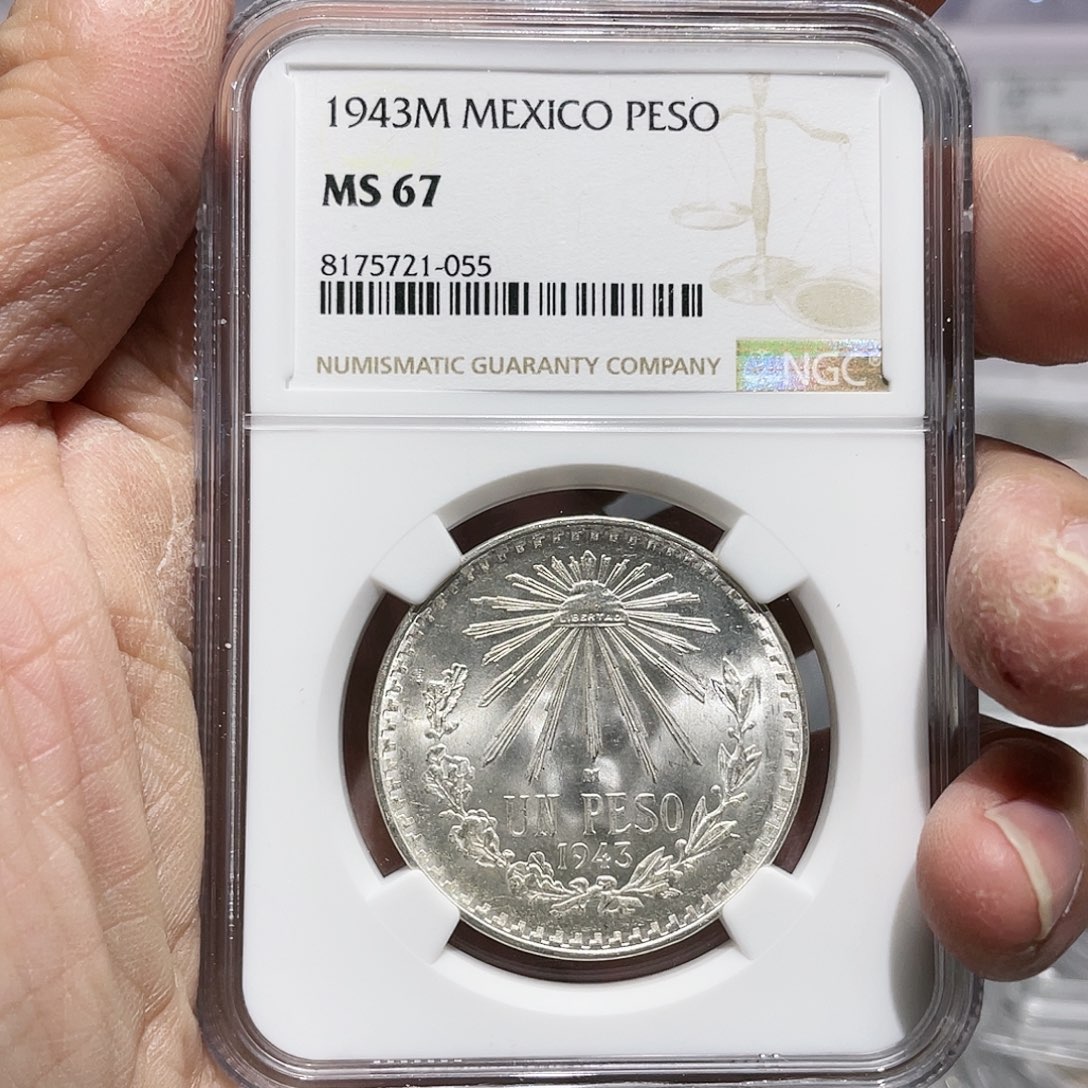 1943M MEXICO PESO
MS 67
8175721-055
NUMISMATIC GUARANTY COMPANY
NGC
LIBERTAD
M
UN PESO
1943